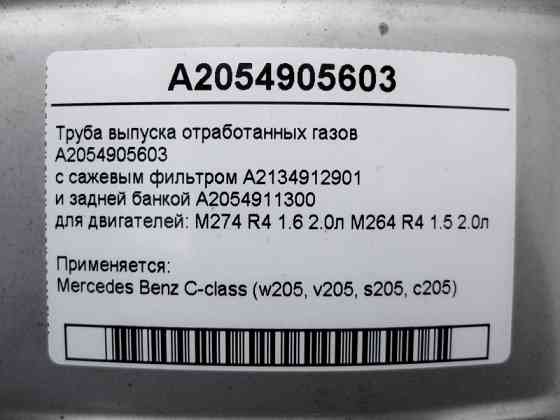 A2054905603
Труба выпуска отработанных газов
A2054905603
с сажевым фильтром A2134912901
и задней банкой A2054911300
для двигателей: M274 R4 1.6 2.0л M264 R4 1.5 2.0л
Применяется:
Mercedes Benz C-class (w205, v205, s205, c205)